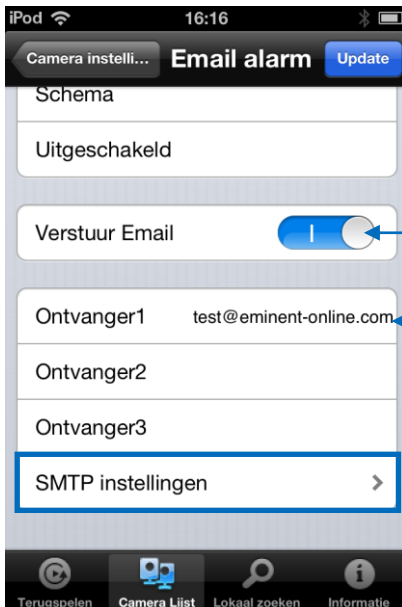 iPod 16:16
Camera instelli... Email alarm Update
Schema
Uitgeschakeld
Verstuur Email
Ontvanger1 test@eminent-online.com
Ontvanger2
Ontvanger3
SMTP instellingen
Terugspelen Camera Lijst Lokaal zoeken Informatie